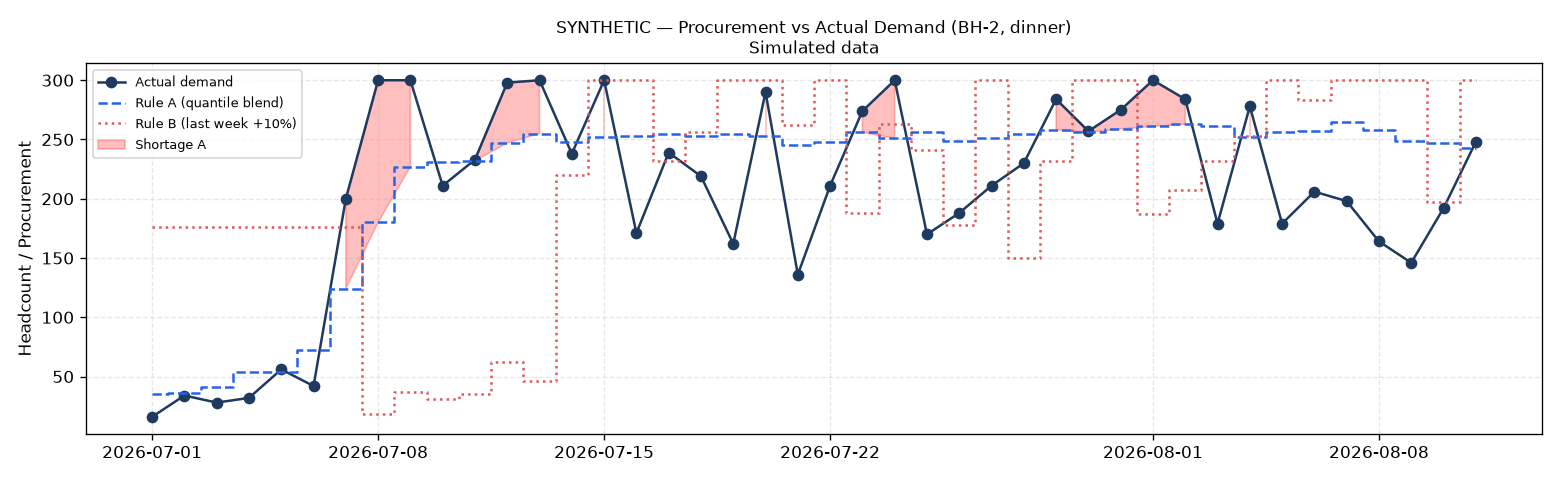 SYNTHETIC — Procurement vs Actual Demand (BH-2, dinner)
Simulated data
Actual demand
Rule A (quantile blend)
Rule B (last week +10%)
Shortage A
Headcount / Procurement
300
250
200
150
100
50
2026-07-01
2026-07-08
2026-07-15
2026-07-22
2026-08-01
2026-08-08